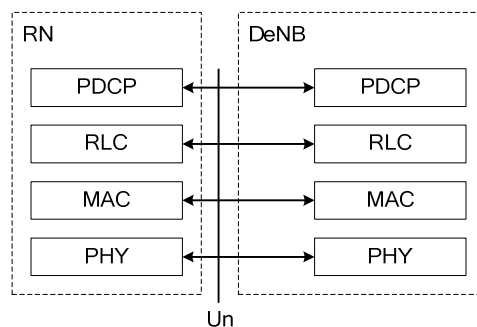 RN DeNB
PDCP PDCP
RLC RLC
MAC MAC
PHY PHY
Un